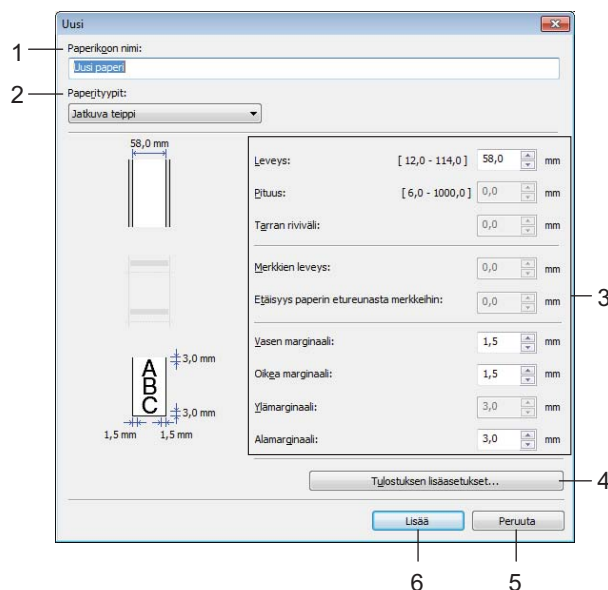 Uusi
1
Paperikoon nimi:
Uusi paperi
2
Paperityypit:
Jatkuva teippi
58,0 mm
Leveys: [ 12,0 - 114,0 ] 58,0 mm
Pituus: [ 6,0 - 1000,0 ] 0,0 mm
Tarran riviväli: 0,0 mm
Merkkien leveys: 0,0 mm
Etäisyys paperin etureunasta merkkeihin: 0,0 mm
3
Vasen marginaali: 1,5 mm
Oikea marginaali: 1,5 mm
Ylämarginaali: 3,0 mm
Alamarginaali: 3,0 mm
A
B
C
3,0 mm
3,0 mm
1,5 mm 1,5 mm
Tulostuksen lisäasetukset...
4
Lisää Peruuta
6 5